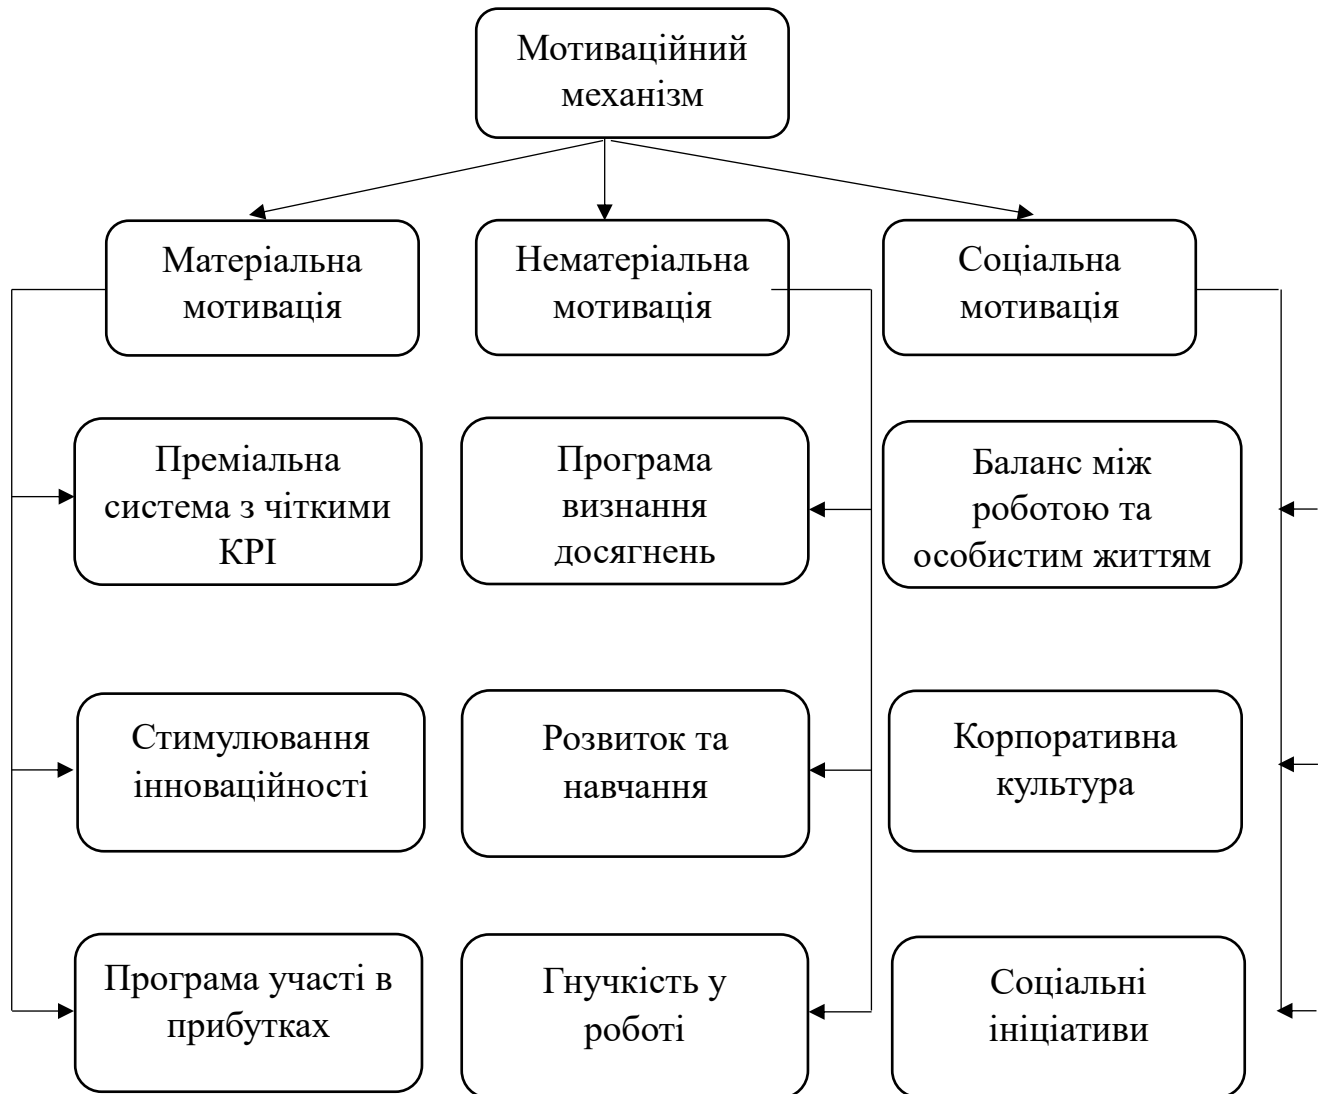 Мотиваційний
механізм
Матеріальна
мотивація
Нематеріальна
мотивація
Соціальна
мотивація
Преміальна
система з чіткими
КРІ
Програма
визнання
досягнень
Баланс між
роботою та
особистим життям
Стимулювання
інноваційності
Розвиток та
навчання
Корпоративна
культура
Програма участі в
прибутках
Гнучкість у
роботі
Соціальні
ініціативи